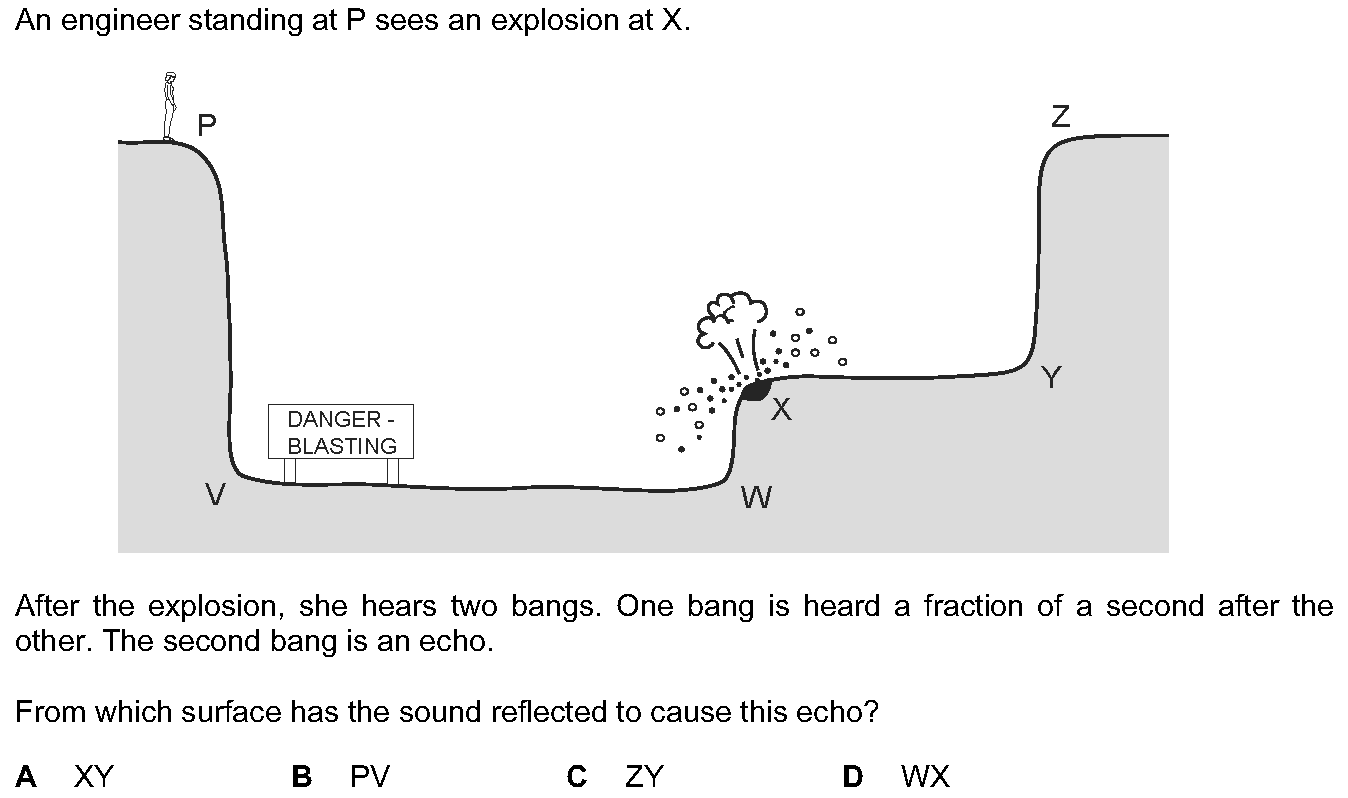 An engineer standing at P sees an explosion at X.
P
Z
DANGER -
BLASTING
X
Y
V
W
After the explosion, she hears two bangs. One bang is heard a fraction of a second after the
other. The second bang is an echo.
From which surface has the sound reflected to cause this echo?
A XY B PV C ZY D WX